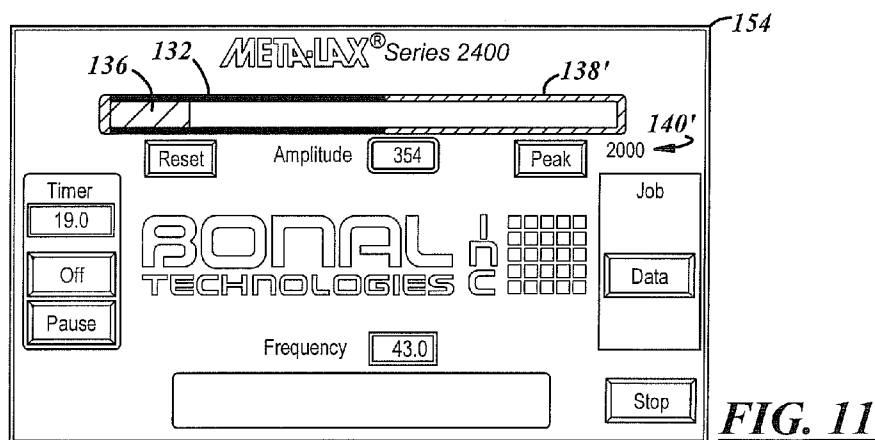 154
META-LAX® Series 2400
136
132
138'
140'
Reset
Amplitude
354
Peak
2000
Timer
19.0
Off
Pause
BONAL Inc
TECHNOLOGIES
Job
Data
Frequency
43.0
Stop
FIG. 11